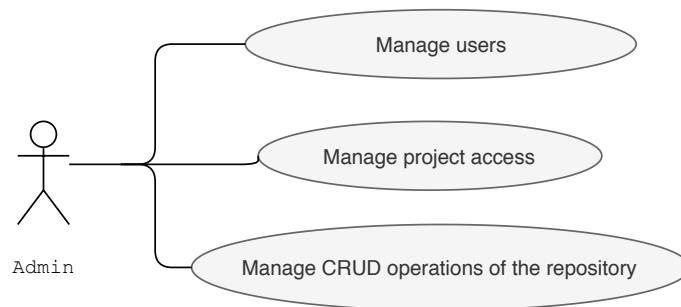 Manage users
Manage project access
Admin
Manage CRUD operations of the repository